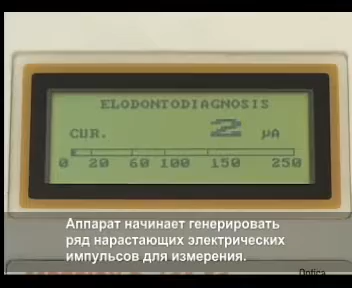 ELODONTODIAGNOSIS
CUR. 2 µA
0 20 60 100 150 250
Аппарат начинает генерировать
ряд нарастающих электрических
импульсов для измерения.
Optica